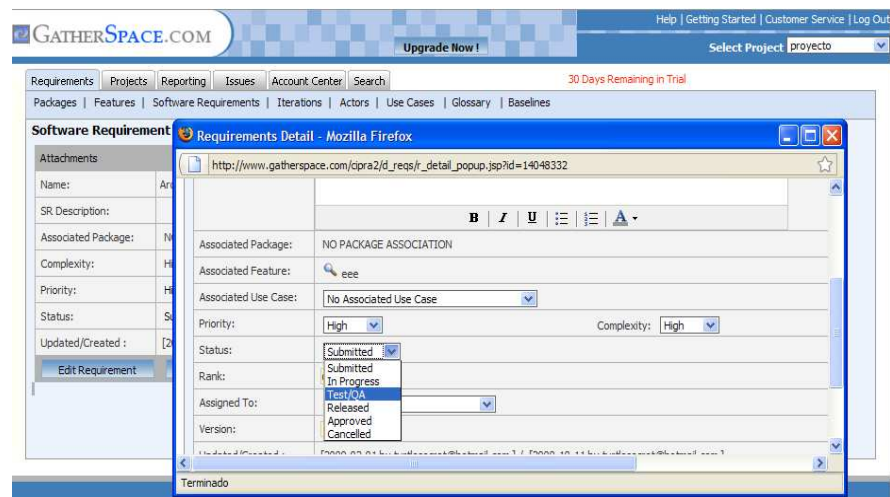 Help | Getting Started | Customer Service | Log Out
GATHERSPACE.COM
Upgrade Now !
Select Project proyecto
Requirements Projects Reporting Issues Account Center Search
30 Days Remaining in Trial
Packages | Features | Software Requirements | Iterations | Actors | Use Cases | Glossary | Baselines
Software Requirement
Attachments
Name:
SR Description:
Associated Package:
Complexity:
Priority:
Status:
Updated/Created :
Edit Requirement
Requirements Detail - Mozilla Firefox
http://www.gatherspace.com/cipra2/d_reqs/r_detail_popup.jsp?id=14048332
B | I | U | A
Associated Package: NO PACKAGE ASSOCIATION
Associated Feature: eee
Associated Use Case: No Associated Use Case
Priority: High Complexity: High
Status: Submitted
Submitted
In Progress
Test/QA
Released
Approved
Cancelled
Rank:
Assigned To:
Version:
Terminado